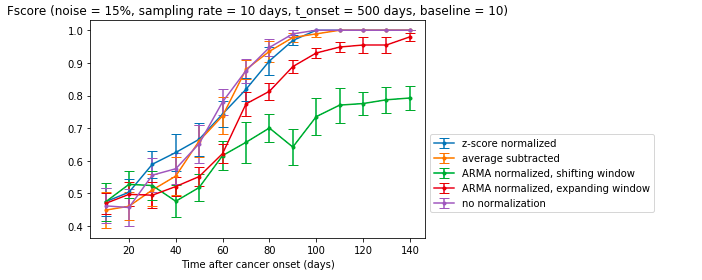 Fscore (noise = 15%, sampling rate = 10 days, t_onset = 500 days, baseline = 10)
1.0
0.9
0.8
0.7
0.6
0.5
0.4
20 40 60 80 100 120 140
Time after cancer onset (days)
z-score normalized
average subtracted
ARMA normalized, shifting window
ARMA normalized, expanding window
no normalization